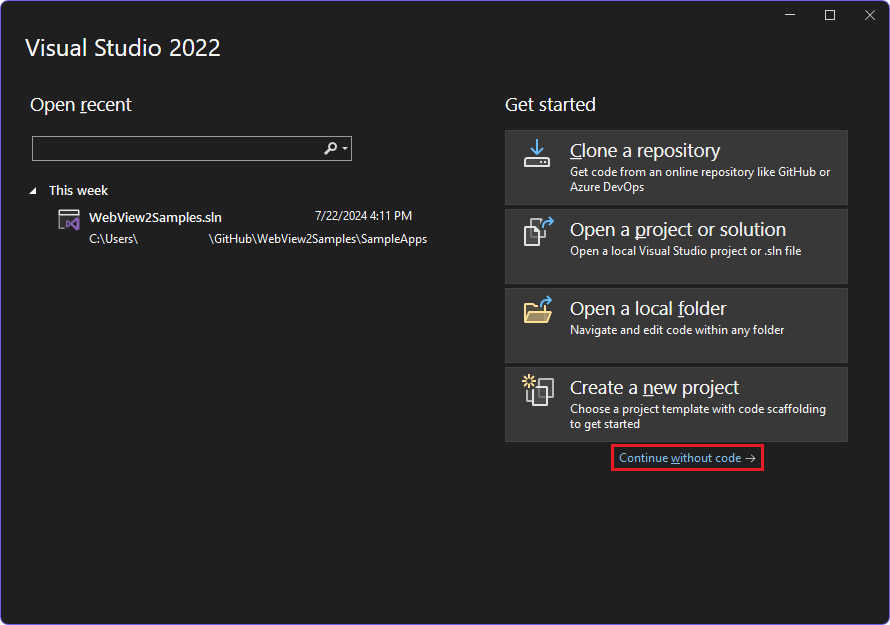 Visual Studio 2022
Open recent
This week
WebView2Samples.sln 7/22/2024 4:11 PM
C:\Users\ \GitHub\WebView2Samples\SampleApps
Get started
Clone a repository
Get code from an online repository like GitHub or
Azure DevOps
Open a project or solution
Open a local Visual Studio project or .sln file
Open a local folder
Navigate and edit code within any folder
Create a new project
Choose a project template with code scaffolding
to get started
Continue without code →